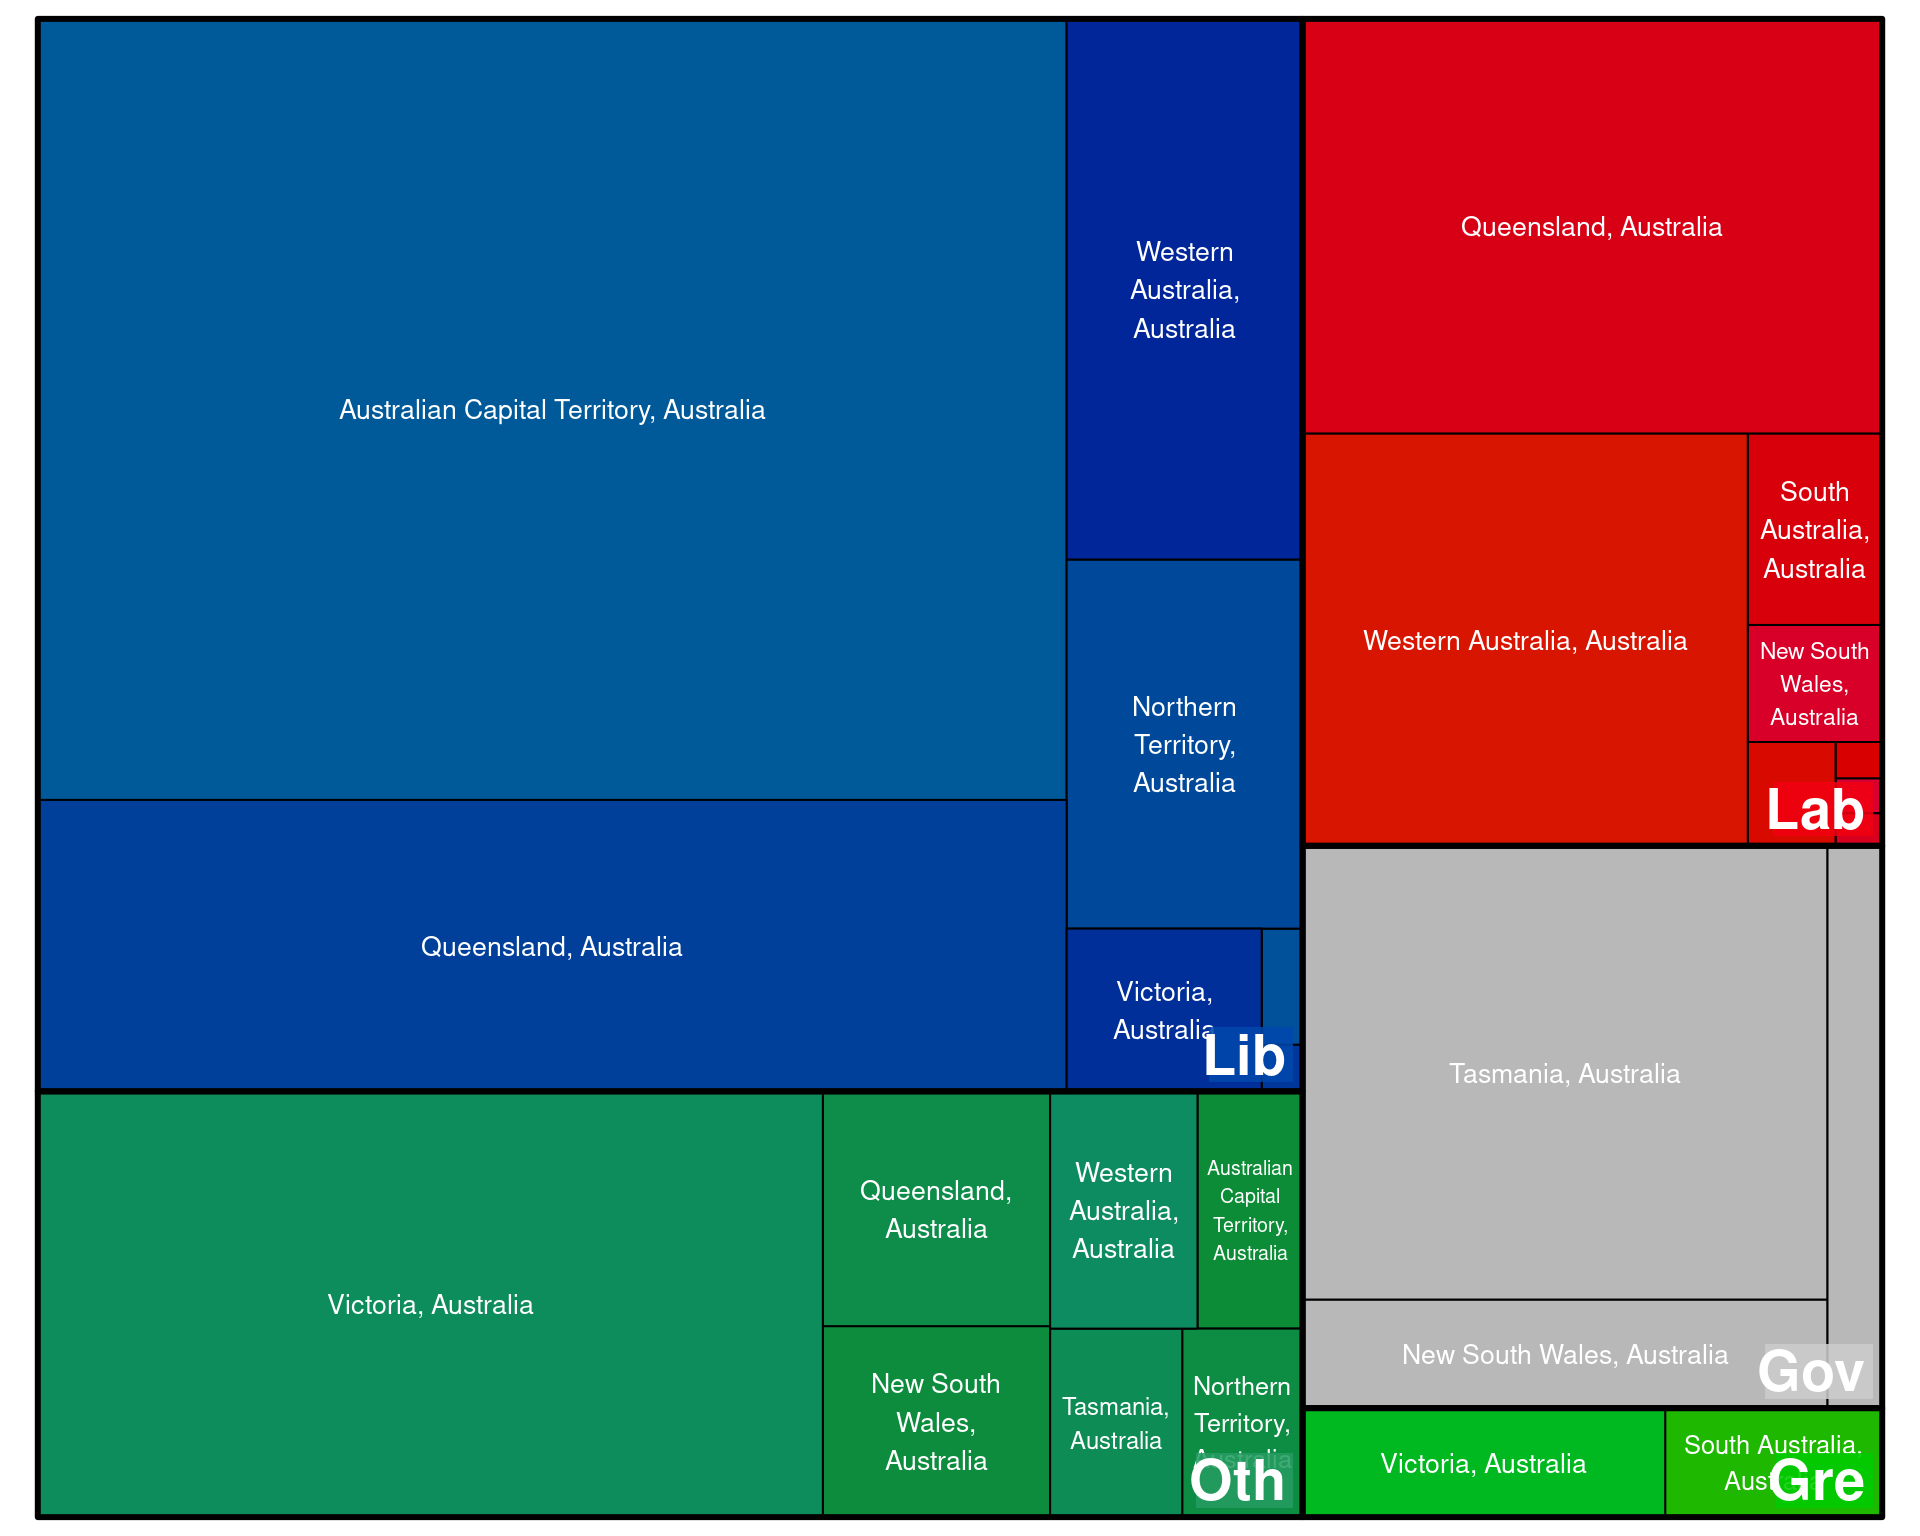 Australian Capital Territory, Australia
Western
Australia,
Australia
Northern
Territory,
Australia
Queensland, Australia
Victoria,
Australia
Lib
Queensland, Australia
Western Australia, Australia
South
Australia,
Australia
New South
Wales,
Australia
Lab
Victoria, Australia
Queensland,
Australia
New South
Wales,
Australia
Western
Australia,
Australia
Australian
Capital
Territory,
Australia
Tasmania,
Australia
Northern
Territory,
Australia
Oth
Tasmania, Australia
New South Wales, Australia
Gov
Victoria, Australia
South Australia,
Gre